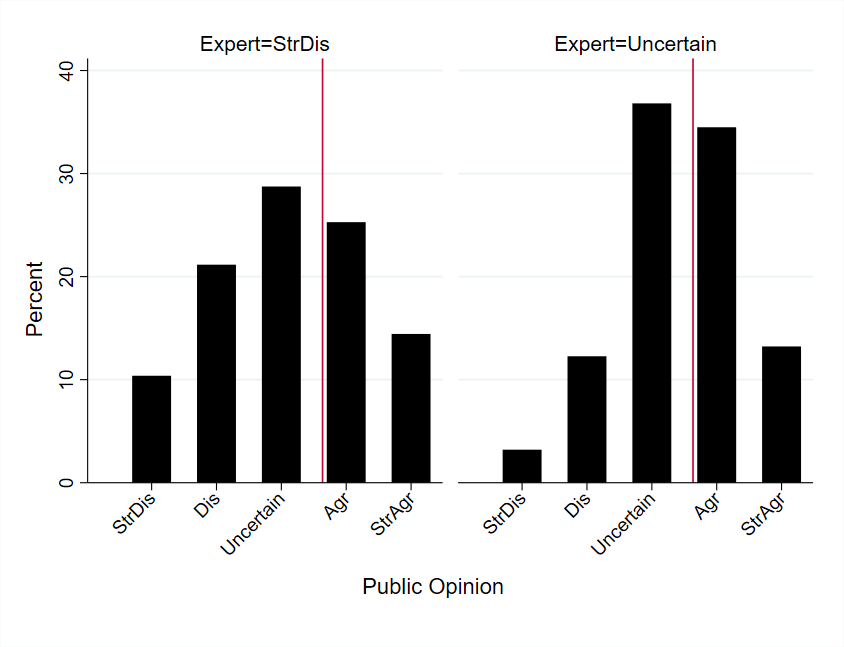 Expert=StrDis
Expert=Uncertain
40
30
20
10
0
Percent
StrDis
Dis
Uncertain
Agr
StrAgr
StrDis
Dis
Uncertain
Agr
StrAgr
Public Opinion